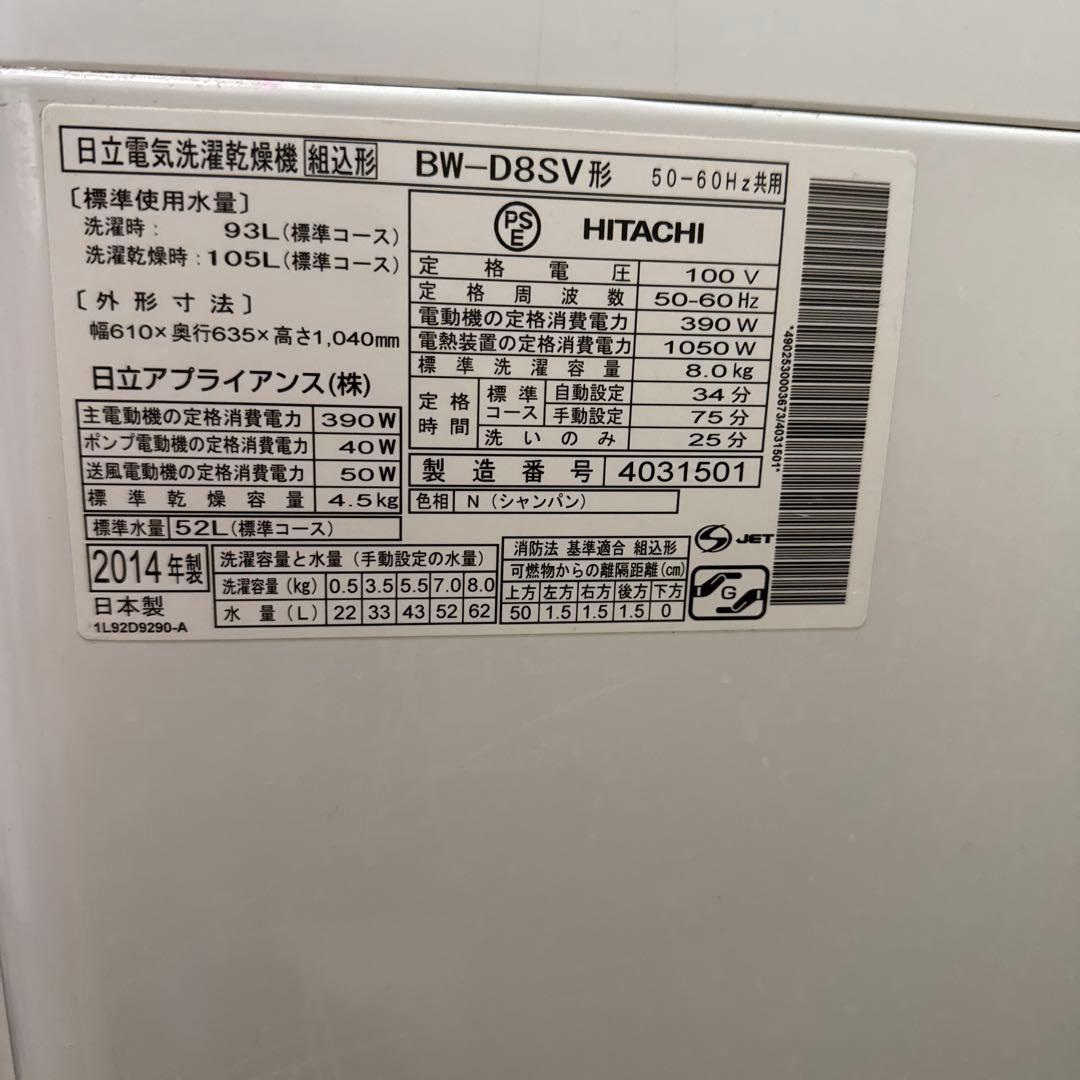 日立電気洗濯乾燥機 組込形 BW-D8SV形 50-60Hz共用
〔標準使用水量〕
洗濯時: 93L(標準コース)
洗濯乾燥時:105L(標準コース)
〔外形寸法〕
幅610×奥行635×高さ1,040mm
日立アプライアンス(株)
主電動機の定格消費電力 390W
ポンプ電動機の定格消費電力 40W
送風電動機の定格消費電力 50W
標準乾燥容量 4.5kg
標準水量 52L(標準コース)
PSE HITACHI
定格電圧 100V
定格周波数 50-60Hz
電動機の定格消費電力 390W
電熱装置の定格消費電力 1050W
標準洗濯容量 8.0kg
定格時間 標準コース 自動設定 34分
手動設定 75分
洗いのみ 25分
製造番号 4031501
色相 N(シャンパン)
2014年製
日本製
1L92D9290-A
洗濯容量と水量(手動設定の水量)
洗濯容量(kg) 0.5 3.5 5.5 7.0 8.0
水量(L) 22 33 43 52 62
消防法 基準適合 組込形
可燃物からの離隔距離(cm)
上方 左方 右方 後方 下方
50 1.5 1.5 1.5 0
S JET
G
*4902530003673/4031501*